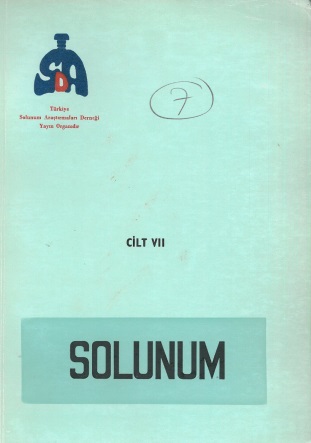 SDA
Türkiye
Solunum Araştırmaları Derneği
Yayın Organıdır
7
CİLT VII
SOLUNUM